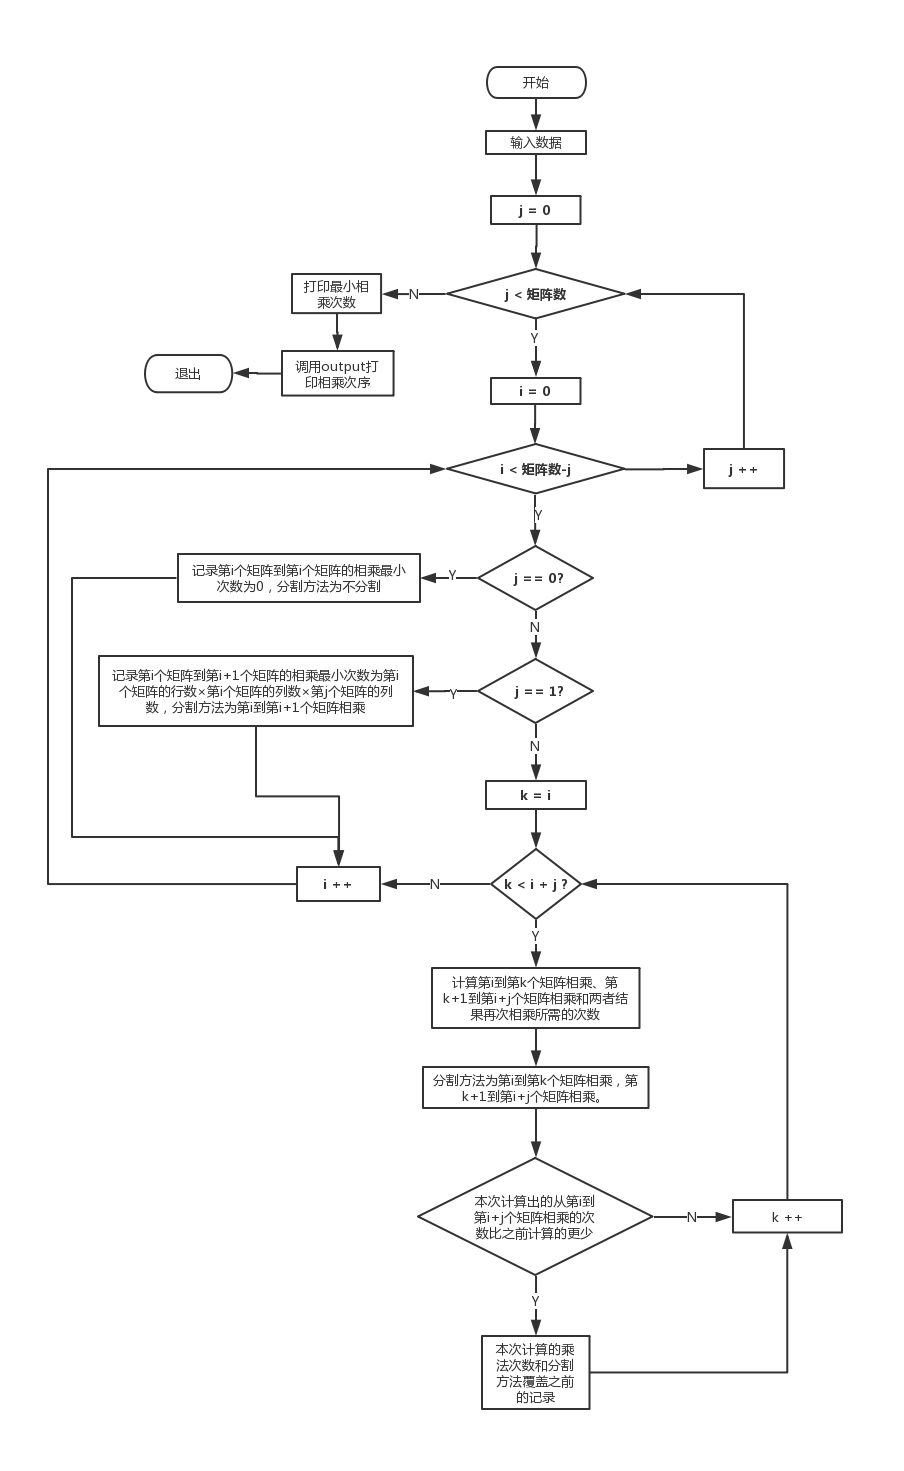 开始
输入数据
j = 0
j < 矩阵数
N
打印最小相
乘次数
调用output打
印相乘次序
退出
Y
i = 0
i < 矩阵数-j
j ++
Y
j == 0?
Y
记录第i个矩阵到第i个矩阵的相乘最小
次数为0，分割方法为不分割
N
j == 1?
Y
记录第i个矩阵到第i+1个矩阵的相乘最小次数为第i
个矩阵的行数×第i个矩阵的列数×第j个矩阵的列
数，分割方法为第i到第i+1个矩阵相乘
N
k = i
k < i + j ?
N
i ++
Y
计算第i到第k个矩阵相乘、第
k+1到第i+j个矩阵相乘和两者结
果再次相乘所需的次数
分割方法为第i到第k个矩阵相乘，第
k+1到第i+j个矩阵相乘。
本次计算出的从第i到
第i+j个矩阵相乘的次
数比之前计算的更少
N
k ++
Y
本次计算的乘
法次数和分割
方法覆盖之前
的记录